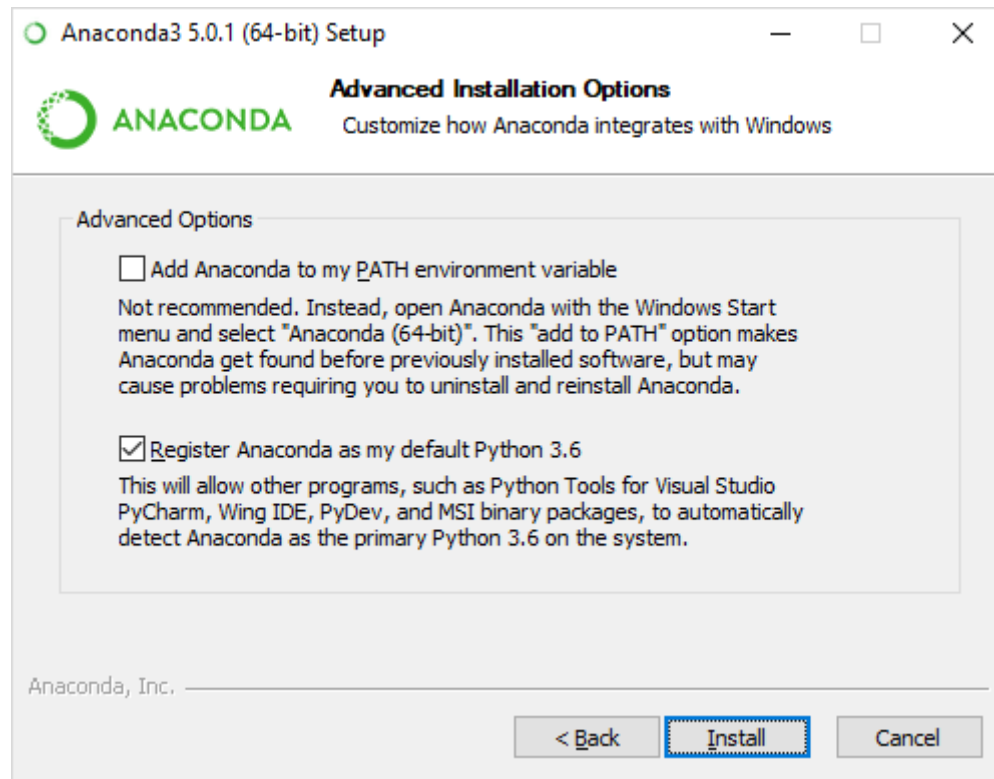 Anaconda3 5.0.1 (64-bit) Setup
ANACONDA
Advanced Installation Options
Customize how Anaconda integrates with Windows
Advanced Options
Add Anaconda to my PATH environment variable
Not recommended. Instead, open Anaconda with the Windows Start
menu and select "Anaconda (64-bit)". This "add to PATH" option makes
Anaconda get found before previously installed software, but may
cause problems requiring you to uninstall and reinstall Anaconda.
Register Anaconda as my default Python 3.6
This will allow other programs, such as Python Tools for Visual Studio
PyCharm, Wing IDE, PyDev, and MSI binary packages, to automatically
detect Anaconda as the primary Python 3.6 on the system.
Anaconda, Inc.
< Back
Install
Cancel